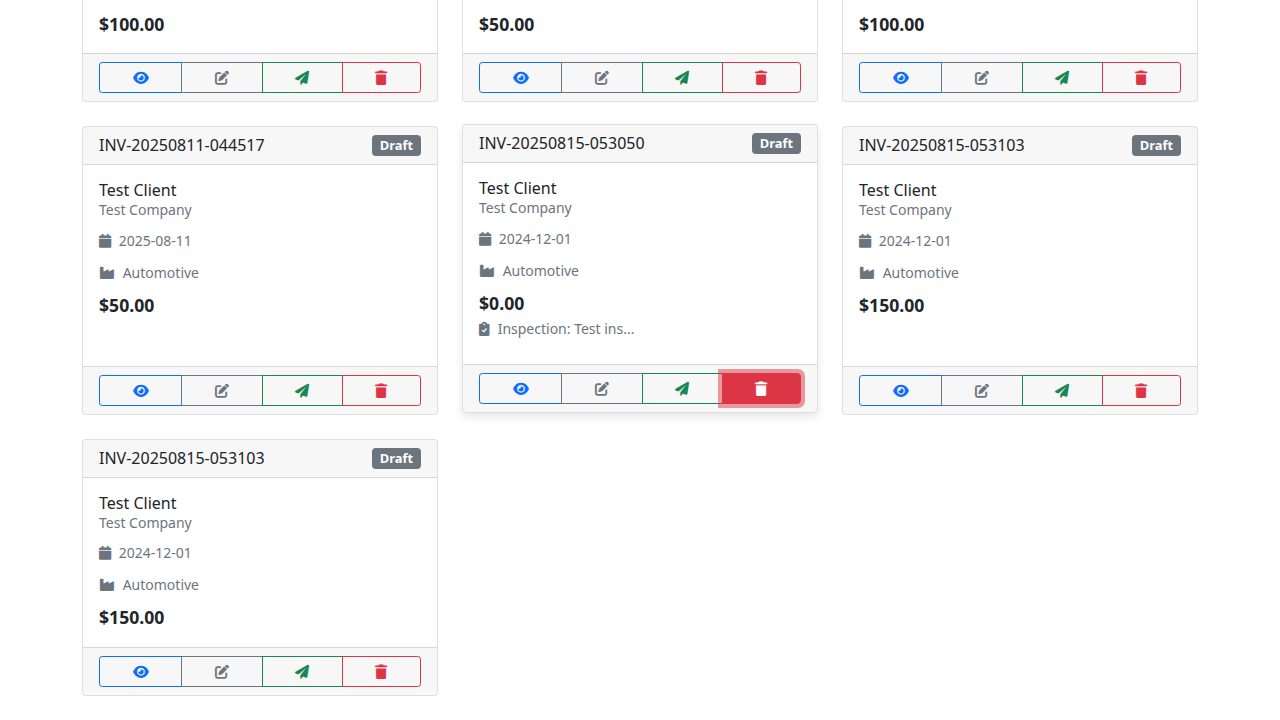 $100.00
$50.00
$100.00
INV-20250811-044517
Draft
Test Client
Test Company
2025-08-11
Automotive
$50.00
INV-20250815-053050
Draft
Test Client
Test Company
2024-12-01
Automotive
$0.00
Inspection: Test ins...
INV-20250815-053103
Draft
Test Client
Test Company
2024-12-01
Automotive
$150.00
INV-20250815-053103
Draft
Test Client
Test Company
2024-12-01
Automotive
$150.00